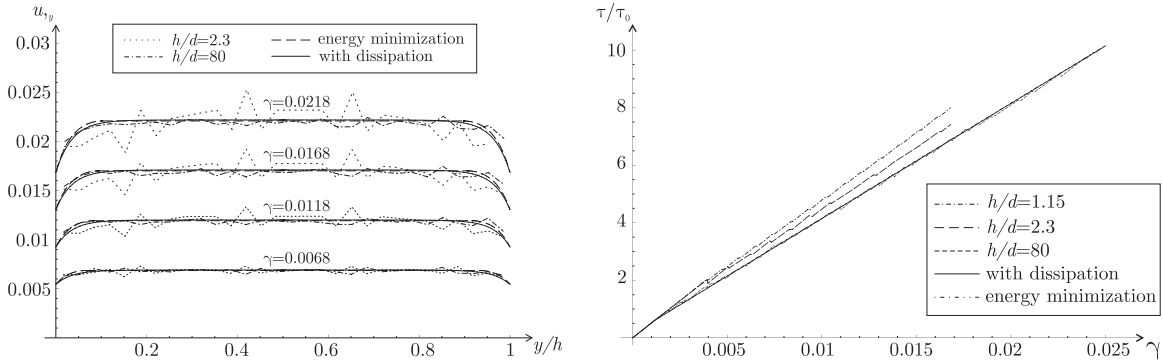 u,y
0.03
0.025
0.02
0.015
0.01
0.005
h/d=2.3
h/d=80
energy minimization
with dissipation
γ=0.0218
γ=0.0168
γ=0.0118
γ=0.0068
0.2 0.4 0.6 0.8 1 y/h
τ/τ0
10
8
6
4
2
h/d=1.15
h/d=2.3
h/d=80
with dissipation
energy minimization
0.005 0.01 0.015 0.02 0.025 γ